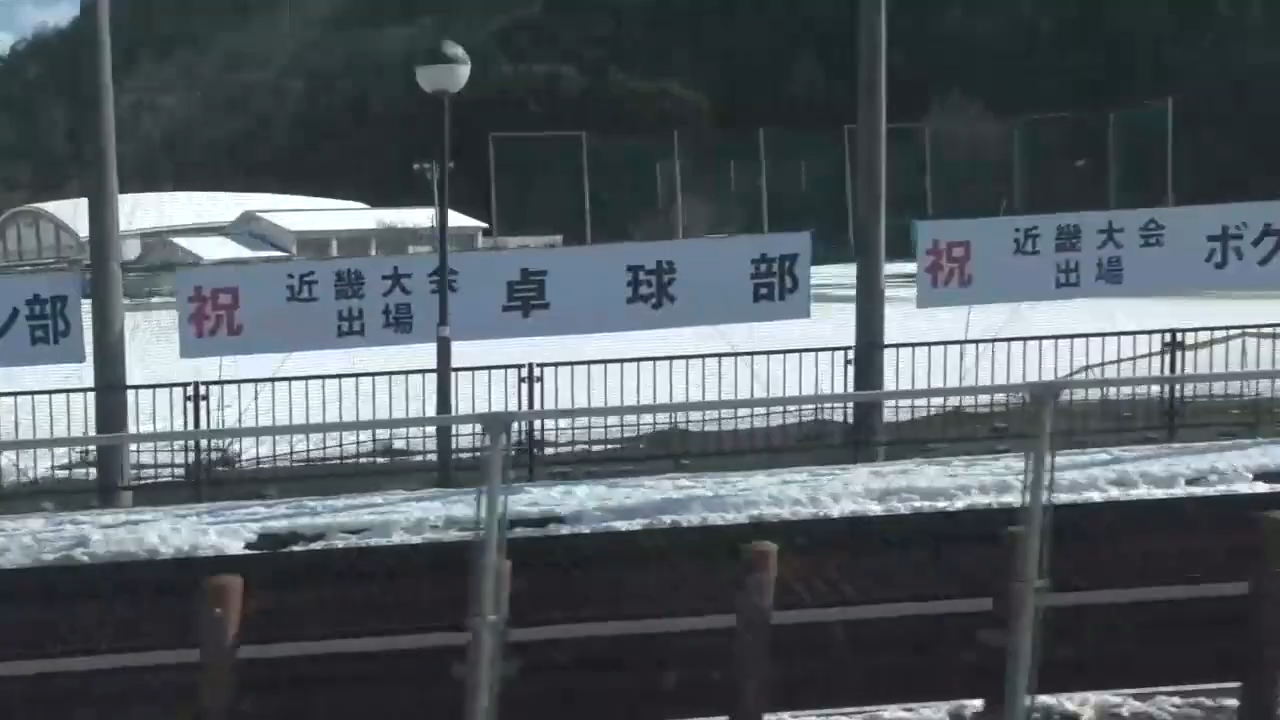 ン部
祝 近畿大会出場 卓球部
祝 近畿大会出場 ボク